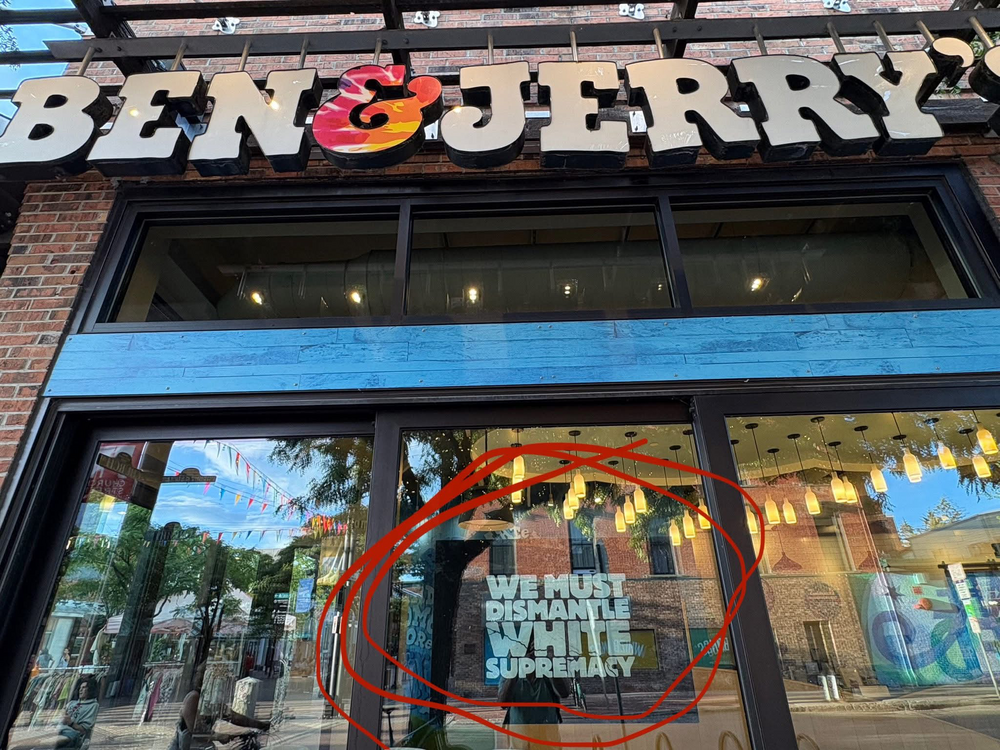 BEN & JERRY'S
WE MUST
DISMANTLE
WHITE
SUPREMACY